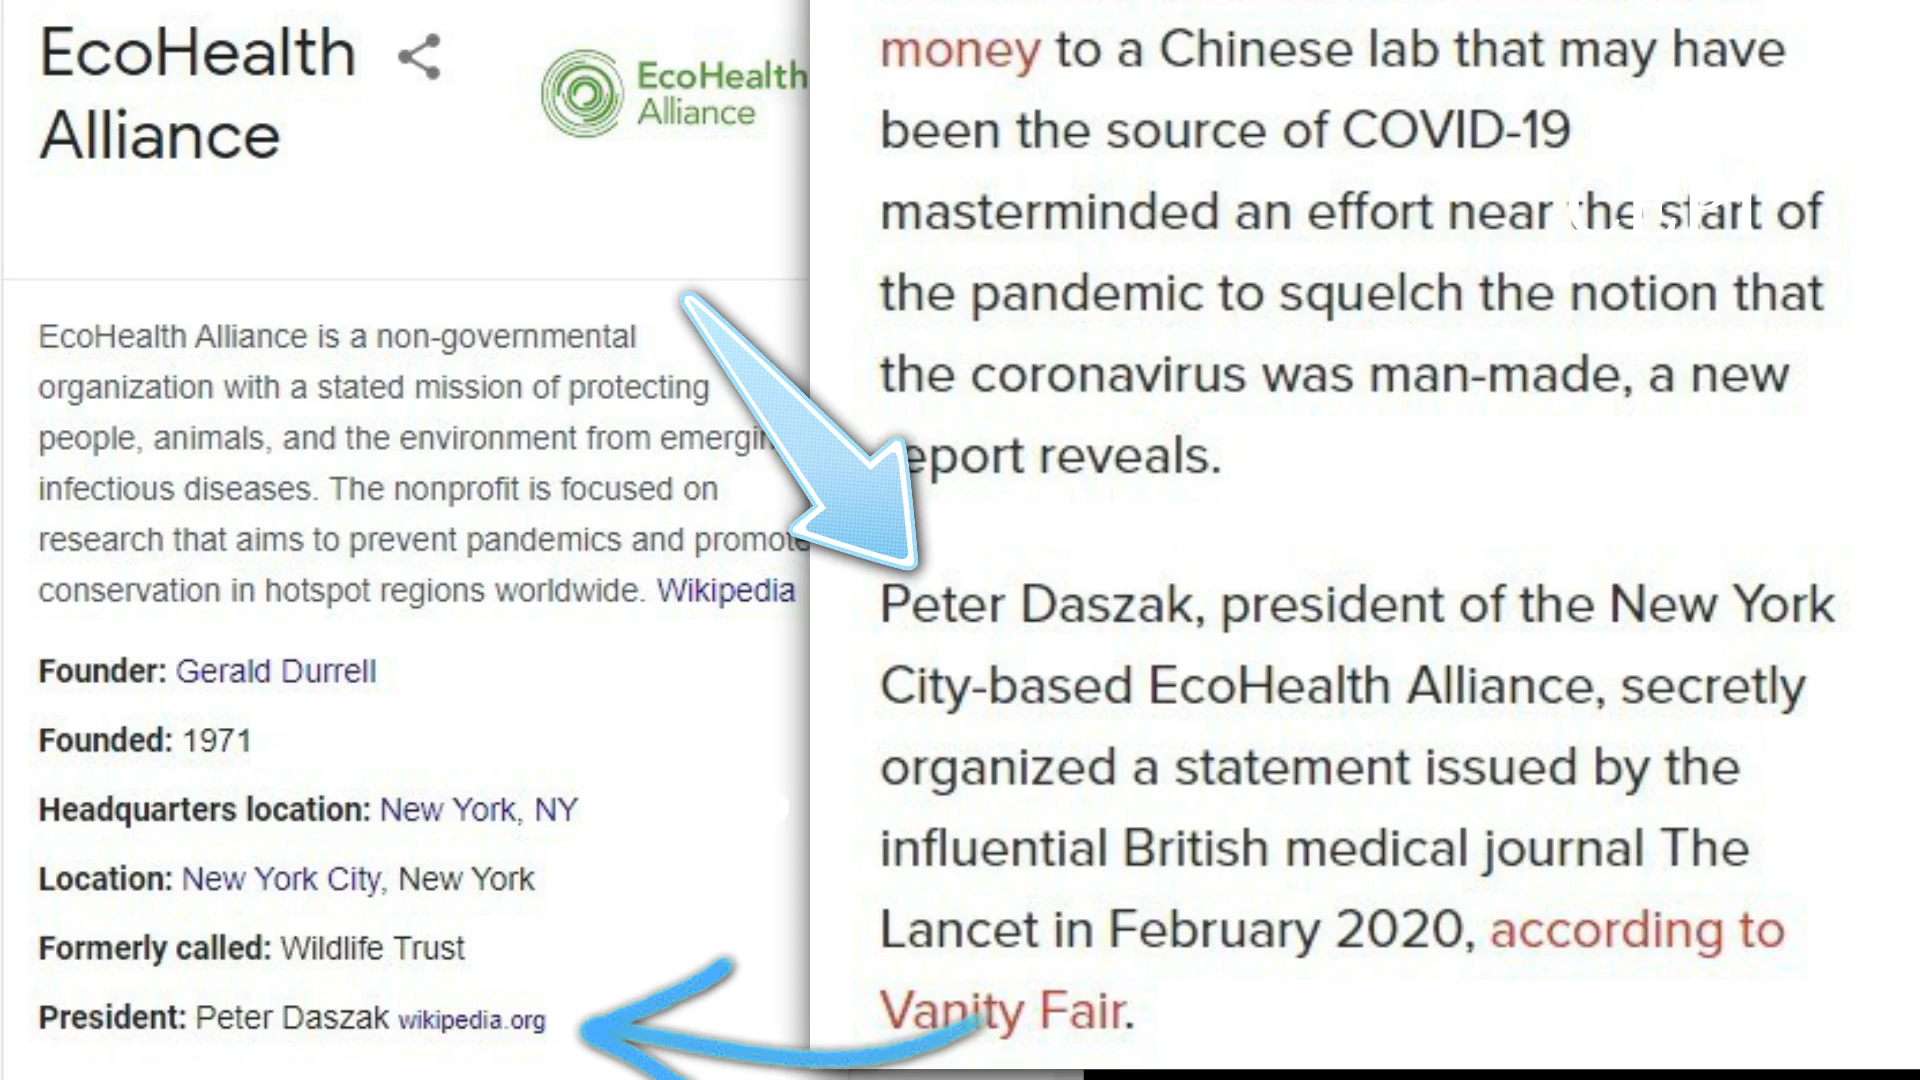 EcoHealth
Alliance
EcoHealth
Alliance
EcoHealth Alliance is a non-governmental
organization with a stated mission of protecting
people, animals, and the environment from emergin
infectious diseases. The nonprofit is focused on
research that aims to prevent pandemics and promote
conservation in hotspot regions worldwide. Wikipedia
Founder: Gerald Durrell
Founded: 1971
Headquarters location: New York, NY
Location: New York City, New York
Formerly called: Wildlife Trust
President: Peter Daszak wikipedia.org
money to a Chinese lab that may have
been the source of COVID-19
masterminded an effort near the start of
the pandemic to squelch the notion that
the coronavirus was man-made, a new
eport reveals.
Peter Daszak, president of the New York
City-based EcoHealth Alliance, secretly
organized a statement issued by the
influential British medical journal The
Lancet in February 2020, according to
Vanity Fair.